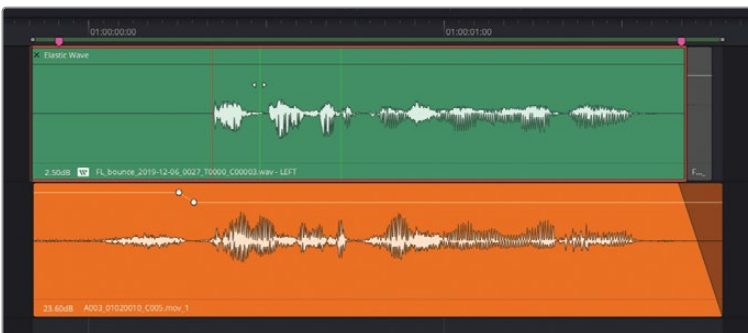 01:00:00:00 01:00:01:00
Elastic Wave
2.50dB W FL_bounce_2019-12-06_0027_T0000_C00003.wav - LEFT F...
23.60dB A003_01020010_C005.mov_1